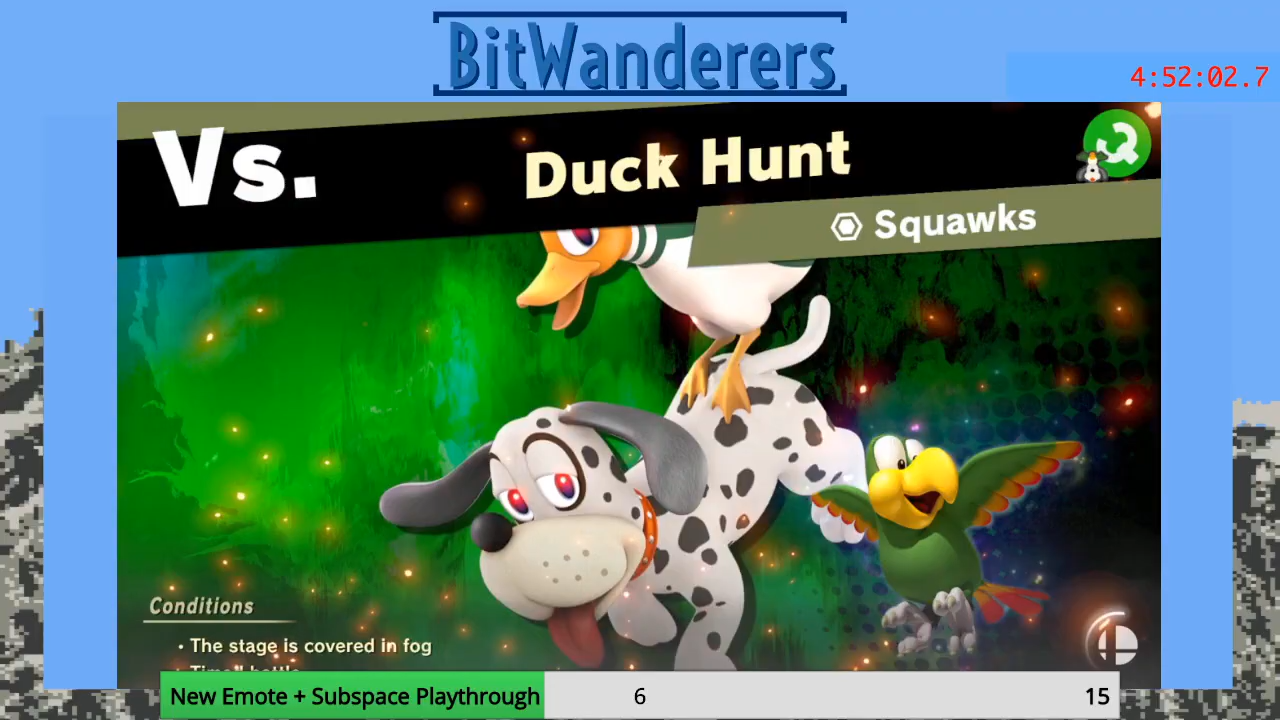 BitWanderers
4:52:02.7
Vs.
Duck Hunt
Squawks
Conditions
• The stage is covered in fog
New Emote + Subspace Playthrough
6
15